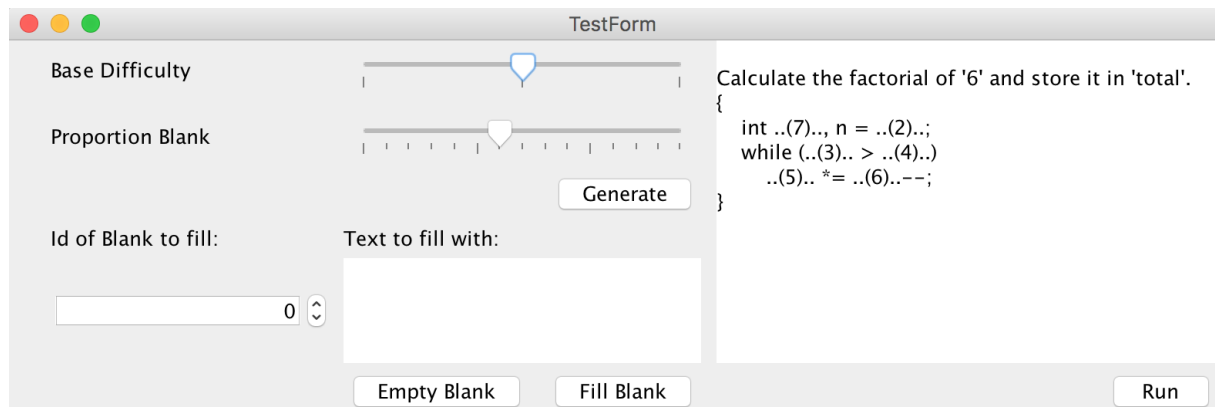 TestForm
Base Difficulty
Proportion Blank
Generate
Id of Blank to fill:
Text to fill with:
0
Empty Blank
Fill Blank
Calculate the factorial of '6' and store it in 'total'.
{
int ..(7).., n = ..(2)..;
while (..(3).. > ..(4)..)
..(5).. *= ..(6)..--;
}
Run